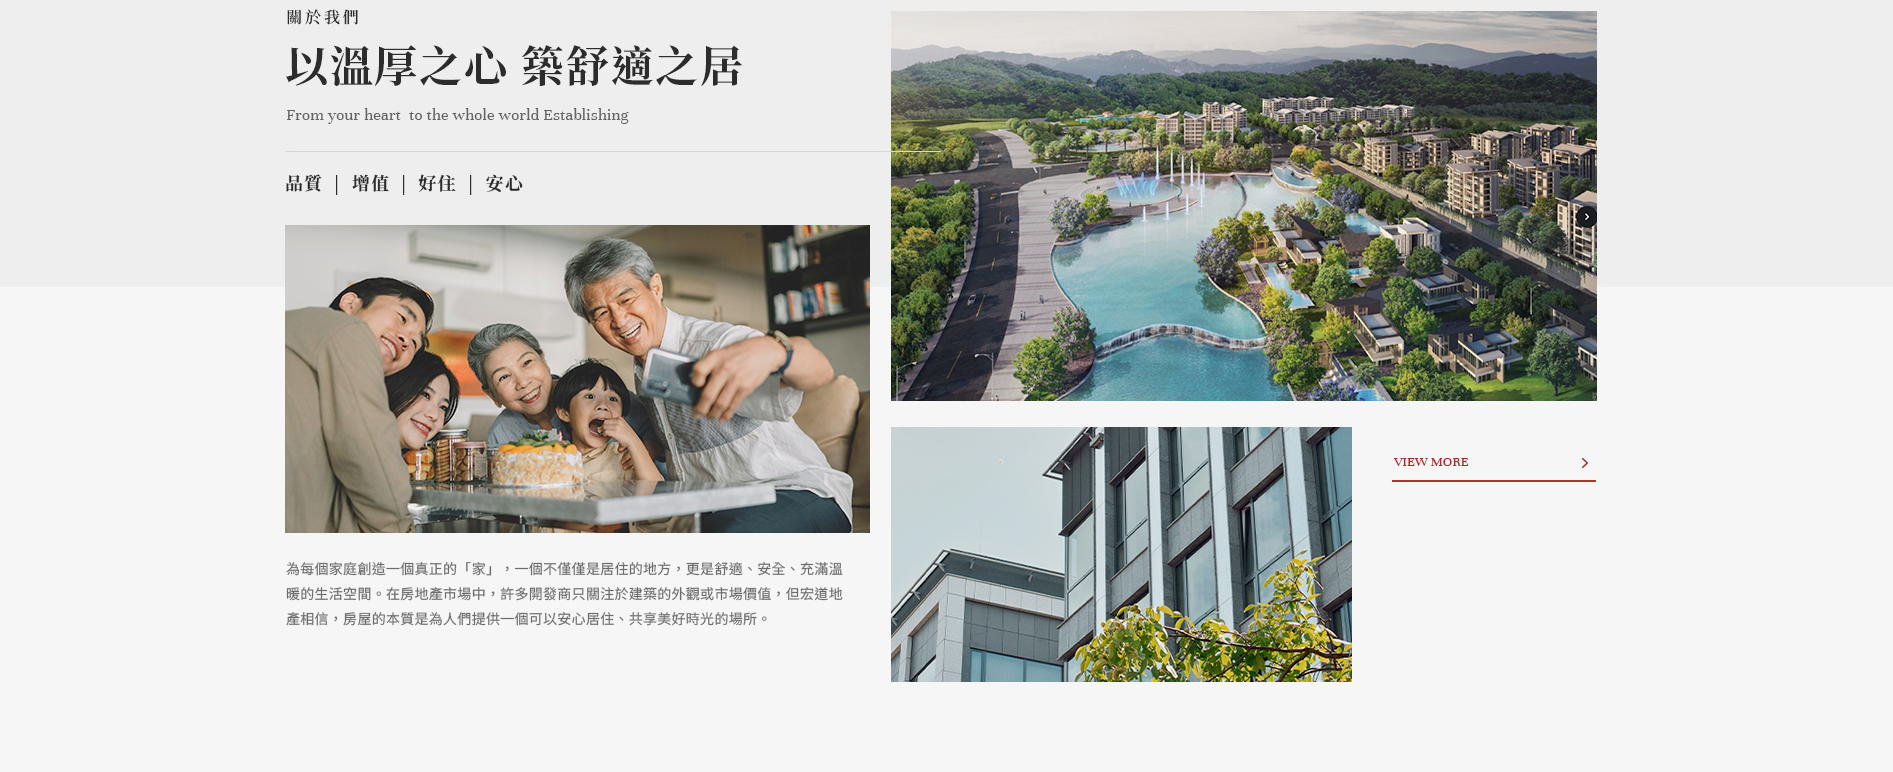 關於我們
以溫厚之心 築舒適之居
From your heart  to the whole world Establishing
品質 | 增值 | 好住 | 安心
為每個家庭創造一個真正的「家」，一個不僅僅是居住的地方，更是舒適、安全、充滿溫
暖的生活空間。在房地產市場中，許多開發商只關注於建築的外觀或市場價值，但宏道地
產相信，房屋的本質是為人們提供一個可以安心居住、共享美好時光的場所。
VIEW MORE